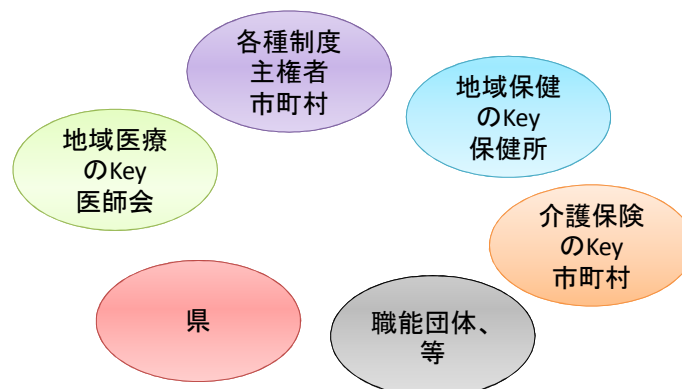 各種制度
主権者
市町村
地域保健
のKey
保健所
地域医療
のKey
医師会
介護保険
のKey
市町村
県
職能団体、
等